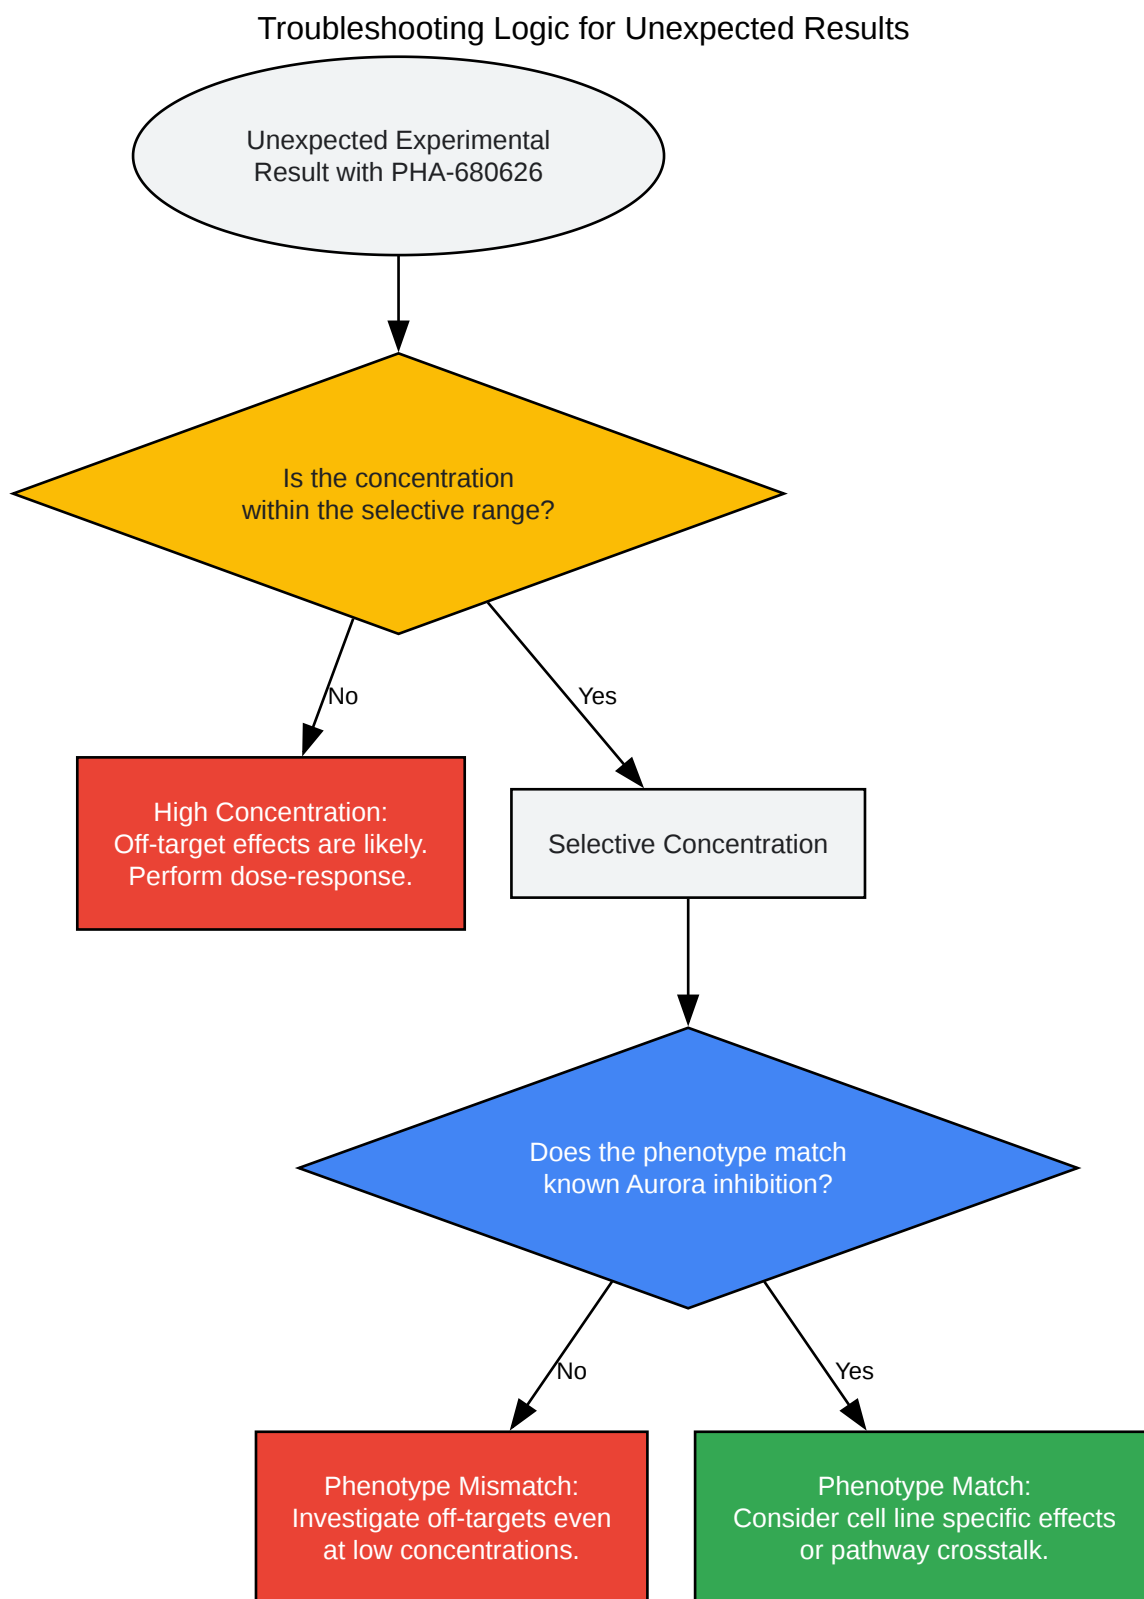 Troubleshooting Logic for Unexpected Results
Unexpected Experimental
Result with PHA-680626
Is the concentration
within the selective range?
No
Yes
High Concentration:
Off-target effects are likely.
Perform dose-response.
Selective Concentration
Does the phenotype match
known Aurora inhibition?
No
Yes
Phenotype Mismatch:
Investigate off-targets even
at low concentrations.
Phenotype Match:
Consider cell line specific effects
or pathway crosstalk.